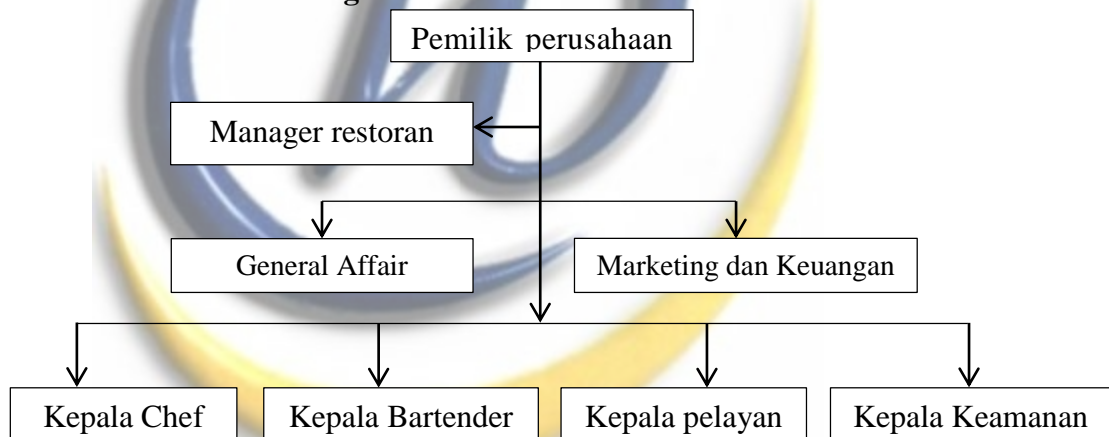 Pemilik perusahaan
Manager restoran
General Affair
Marketing dan Keuangan
Kepala Chef
Kepala Bartender
Kepala pelayan
Kepala Keamanan